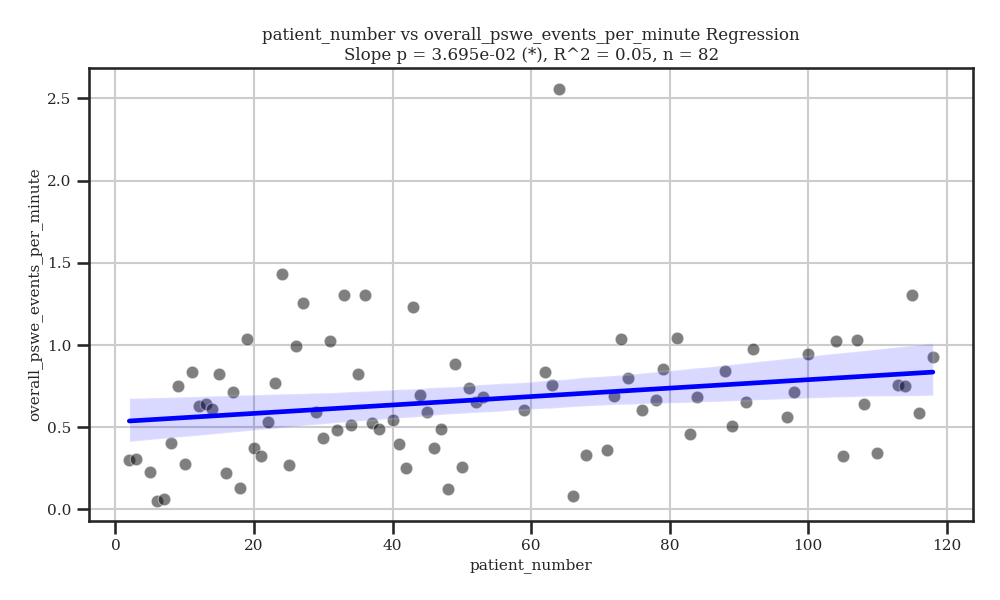 patient_number vs overall_pswe_events_per_minute Regression
Slope p = 3.695e-02 (*), R^2 = 0.05, n = 82
overall_pswe_events_per_minute
2.5
2.0
1.5
1.0
0.5
0.0
0 20 40 60 80 100 120
patient_number